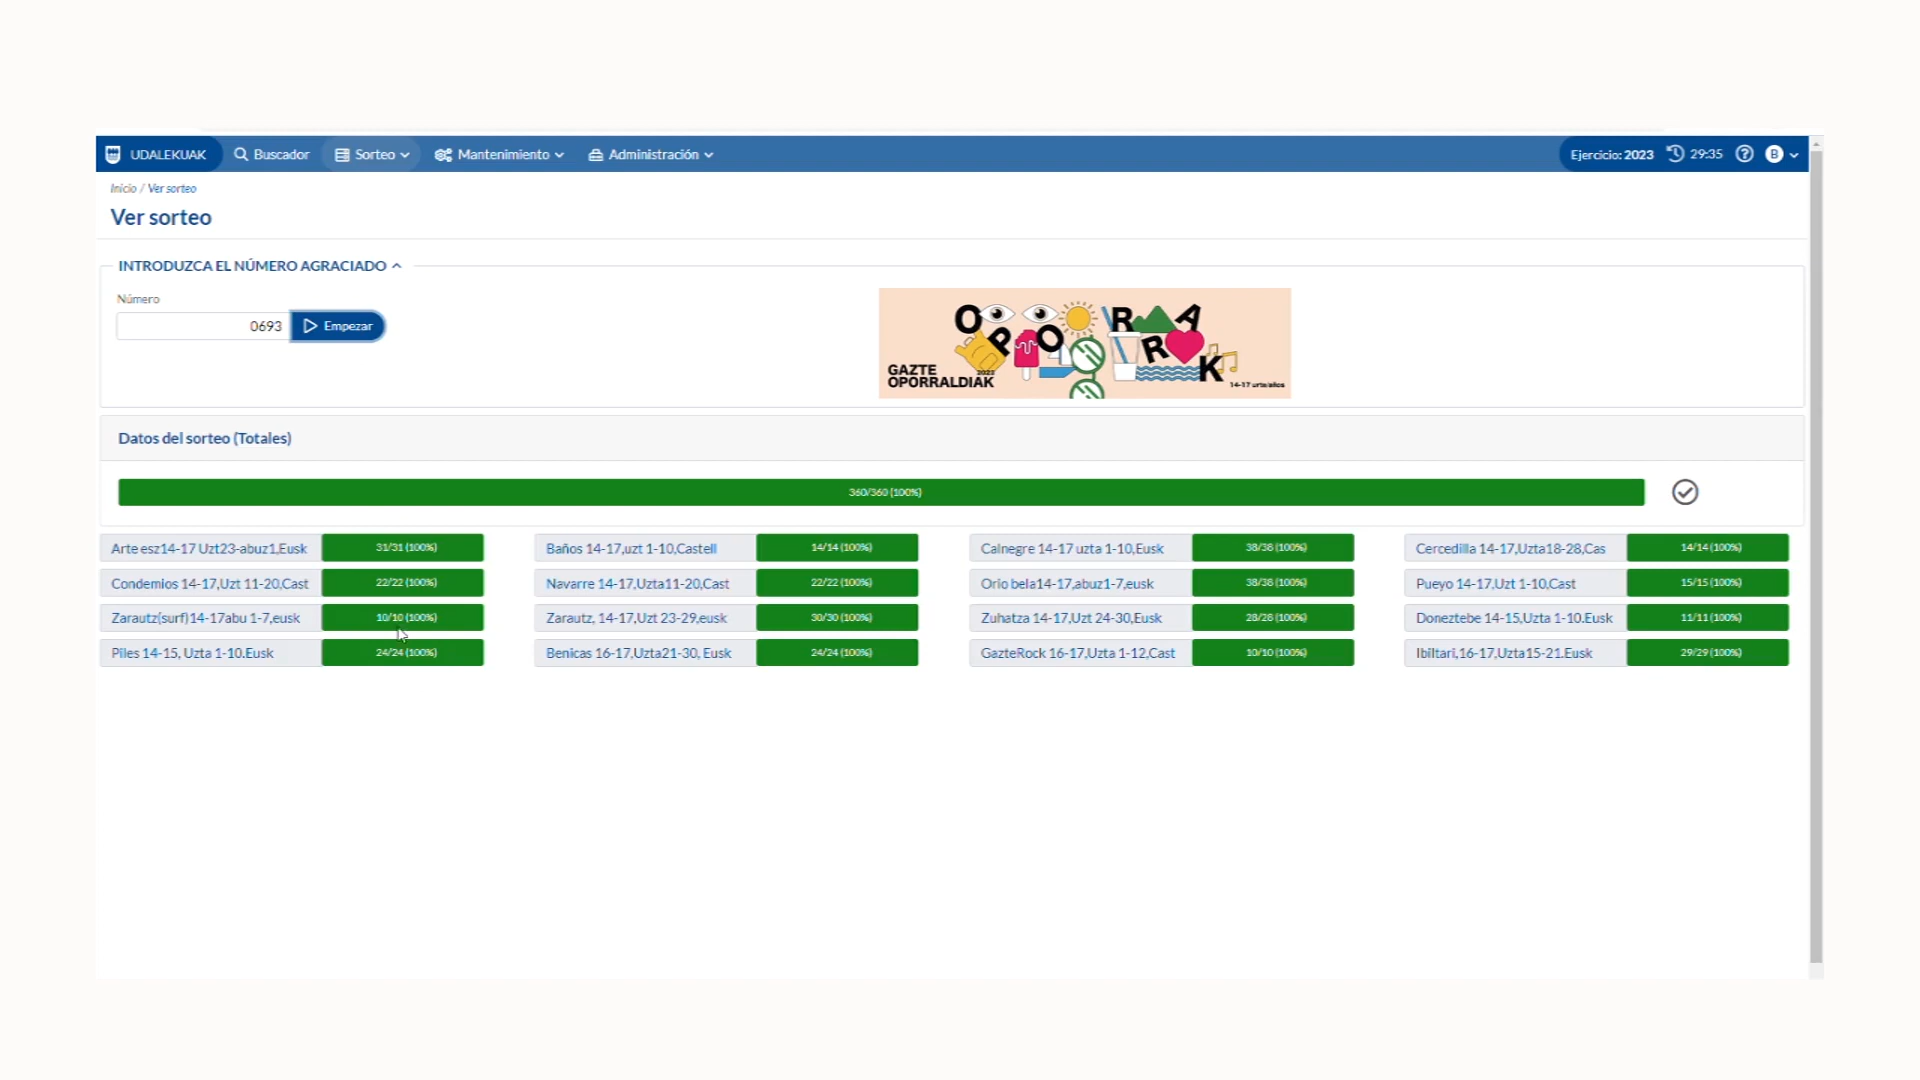 UDALEKUAK Buscador Sorteo Mantenimiento Administración Ejercicio: 2023 29:35 ? B
Inicio / Ver sorteo
Ver sorteo
INTRODUZCA EL NÚMERO AGRACIADO
Número
0693 Empezar
OPORRAK
GAZTE 2023
OPORRALDIAK
14-17 urte/años
Datos del sorteo (Totales)
360/360 (100%)
Arte esz14-17 Uzt23-abuz1,Eusk 31/31 (100%) Baños 14-17,uzt 1-10,Castell 14/14 (100%) Calnegre 14-17 uzta 1-10,Eusk 38/38 (100%) Cercedilla 14-17,Uzta18-28,Cas 14/14 (100%)
Condemios 14-17,Uzt 11-20,Cast 22/22 (100%) Navarre 14-17,Uzta11-20,Cast 22/22 (100%) Orio bela14-17,abuz1-7,eusk 38/38 (100%) Pueyo 14-17,Uzt 1-10,Cast 15/15 (100%)
Zarautz(surf)14-17abu 1-7,eusk 10/10 (100%) Zarautz, 14-17,Uzt 23-29,eusk 30/30 (100%) Zuhatza 14-17,Uzt 24-30,Eusk 28/28 (100%) Doneztebe 14-15,Uzta 1-10.Eusk 11/11 (100%)
Piles 14-15, Uzta 1-10.Eusk 24/24 (100%) Benicas 16-17,Uzta21-30, Eusk 24/24 (100%) GazteRock 16-17,Uzta 1-12,Cast 10/10 (100%) Ibiltari,16-17,Uzta15-21.Eusk 29/29 (100%)